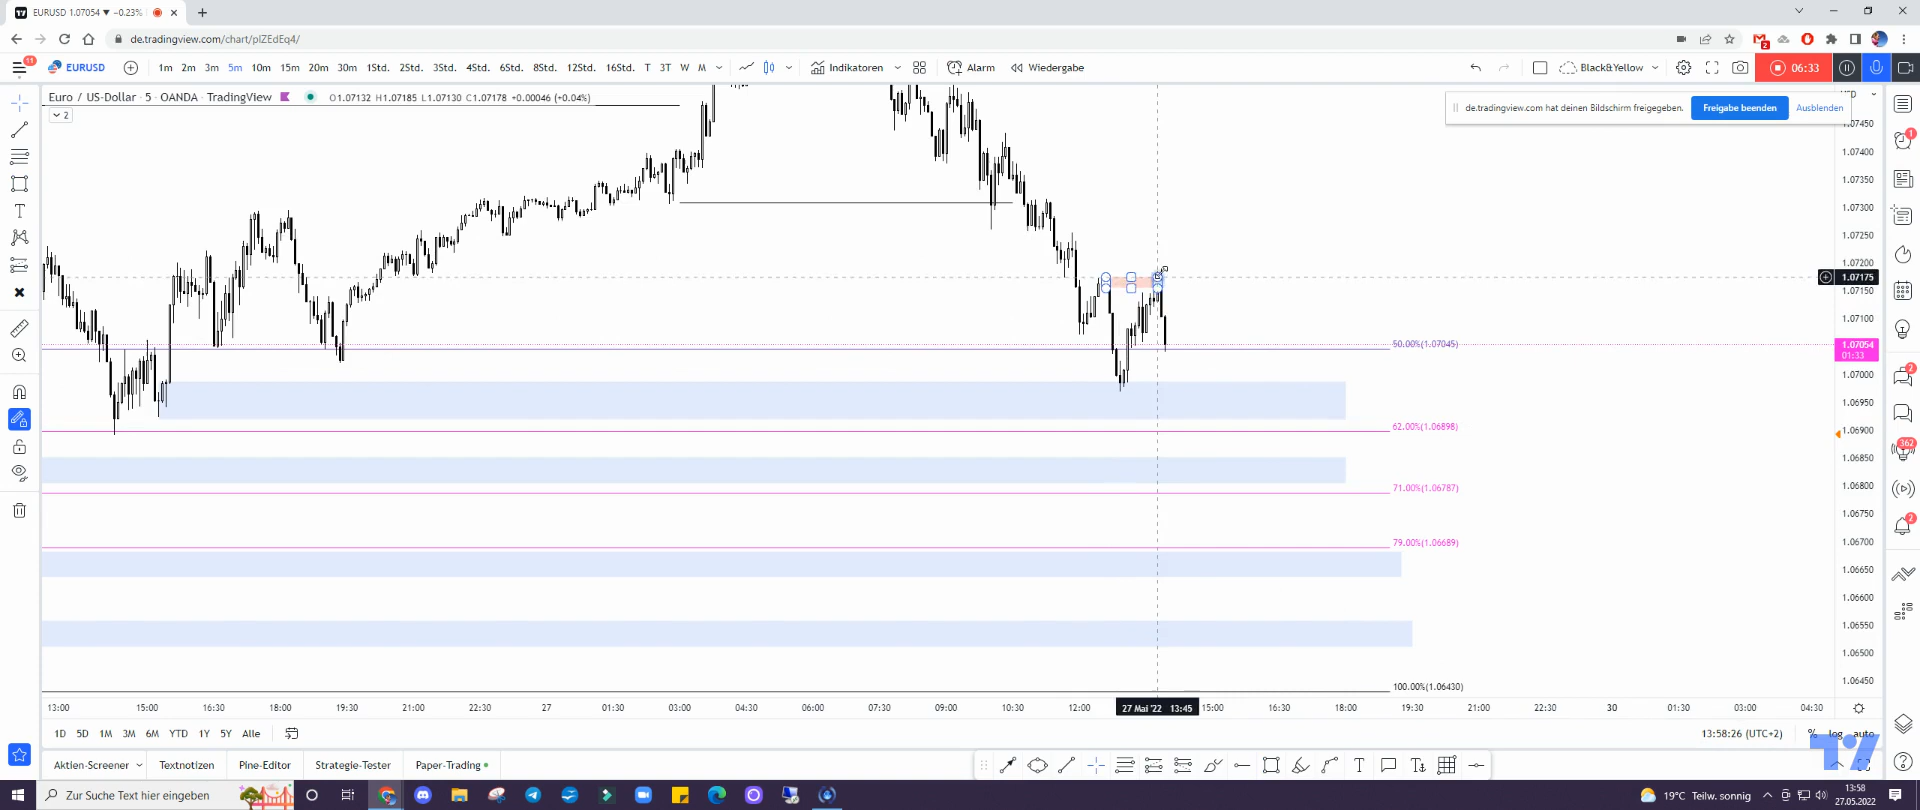 EURUSD 1.07054 ▼ −0.23%
de.tradingview.com/chart/pIZEdEq4/
2
11
EURUSD
1m 2m 3m 5m 10m 15m 20m 30m 1Std. 2Std. 3Std. 4Std. 6Std. 8Std. 12Std. 16Std. T 3T W M
Indikatoren
Alarm
Wiedergabe
Black&Yellow
06:33
Euro / US-Dollar · 5 · OANDA · TradingView
O1.07132 H1.07185 L1.07130 C1.07178 +0.00046 (+0.04%)
2
de.tradingview.com hat deinen Bildschirm freigegeben.
Freigabe beenden
Ausblenden
1.07450
1.07400
1.07350
1.07300
1.07250
1.07200
1.07175
1.07150
1.07100
1.07054
01:33
1.07000
1.06950
1.06900
1.06850
1.06800
1.06750
1.06700
1.06650
1.06600
1.06550
1.06500
1.06450
50.00%(1.07045)
62.00%(1.06898)
71.00%(1.06787)
79.00%(1.06689)
100.00%(1.06430)
1
2
362
2
13:00 15:00 16:30 18:00 19:30 21:00 22:30 27 01:30 03:00 04:30 06:00 07:30 09:00 10:30 12:00 27 Mai '22 13:45 15:00 16:30 18:00 19:30 21:00 22:30 30 01:30 03:00 04:30
1D 5D 1M 3M 6M YTD 1Y 5Y Alle
13:58:26 (UTC+2)
% log auto
Aktien-Screener
Textnotizen
Pine-Editor
Strategie-Tester
Paper-Trading
Zur Suche Text hier eingeben
19°C Teilw. sonnig
13:58
27.05.2022